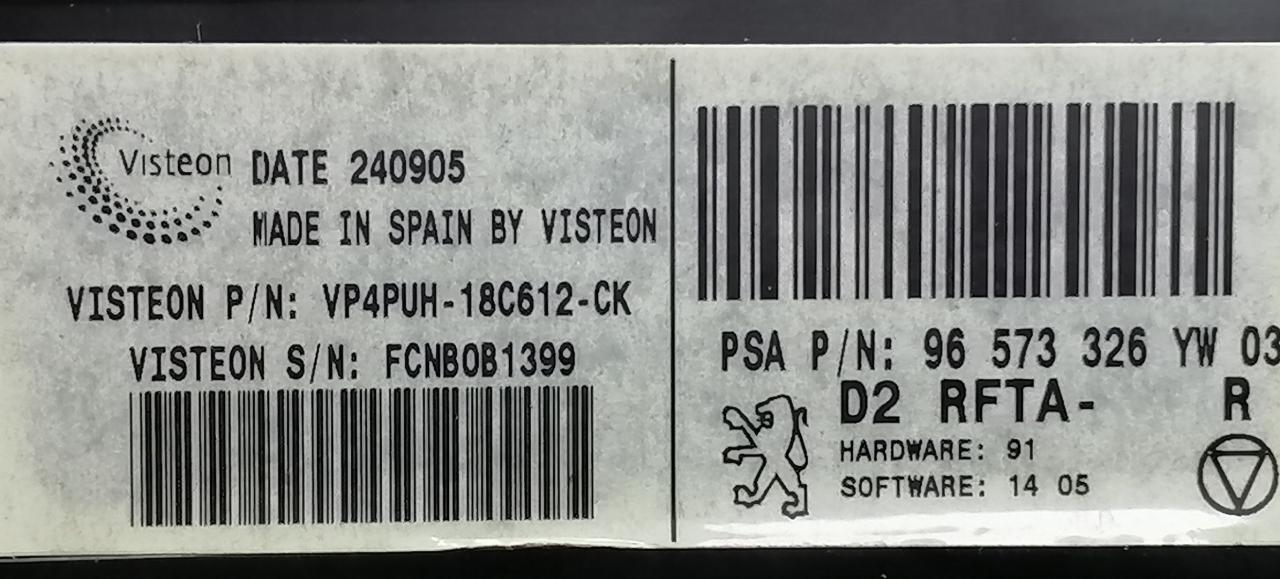 Visteon DATE 240905
MADE IN SPAIN BY VISTEON
VISTEON P/N: VP4PUH-18C612-CK
VISTEON S/N: FCNB0B1399
PSA P/N: 96 573 326 YW 03
D2 RFTA- R
HARDWARE: 91
SOFTWARE: 14 05